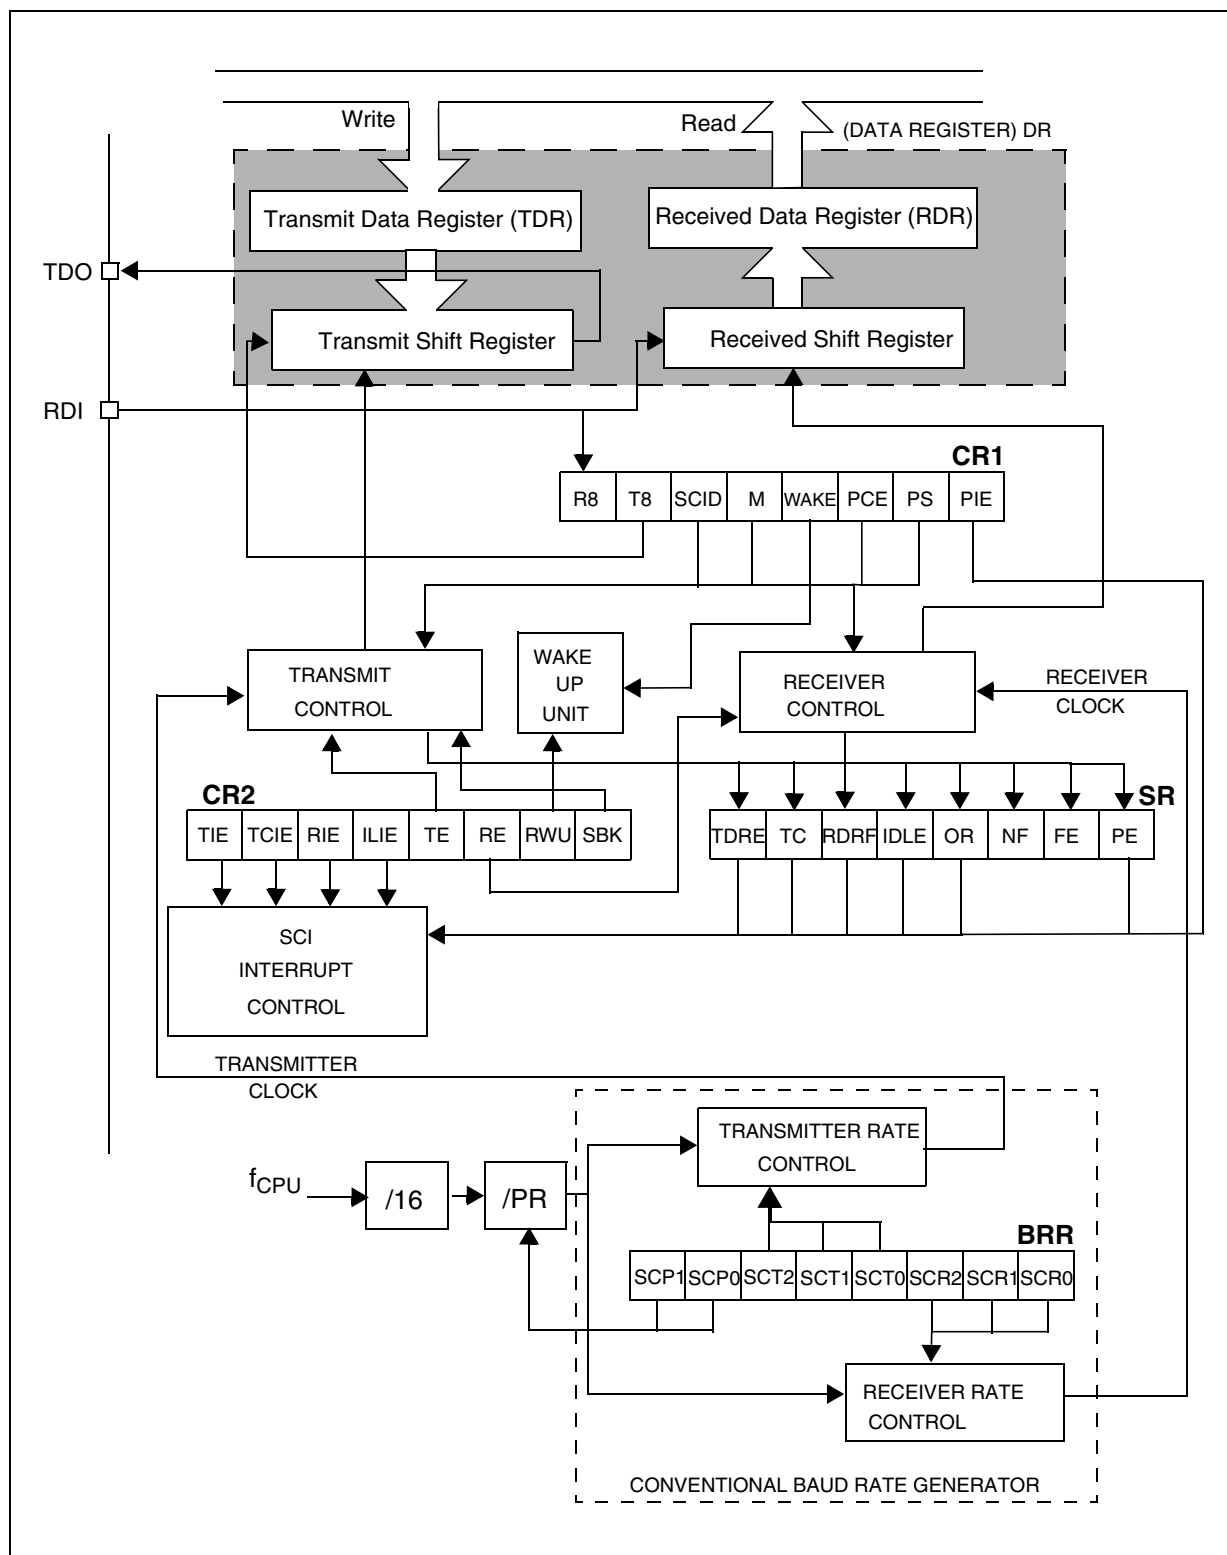 Write
Read
(DATA REGISTER) DR
Transmit Data Register (TDR)
Received Data Register (RDR)
TDO
Transmit Shift Register
Received Shift Register
RDI
CR1
R8 T8 SCID M WAKE PCE PS PIE
TRANSMIT
CONTROL
WAKE
UP
UNIT
RECEIVER
CONTROL
RECEIVER
CLOCK
CR2
SR
TIE TCIE RIE ILIE TE RE RWU SBK
TDRE TC RDRF IDLE OR NF FE PE
SCI
INTERRUPT
CONTROL
TRANSMITTER
CLOCK
TRANSMITTER RATE
CONTROL
fCPU
/16
/PR
BRR
SCP1 SCP0 SCT2 SCT1 SCT0 SCR2 SCR1 SCR0
RECEIVER RATE
CONTROL
CONVENTIONAL BAUD RATE GENERATOR